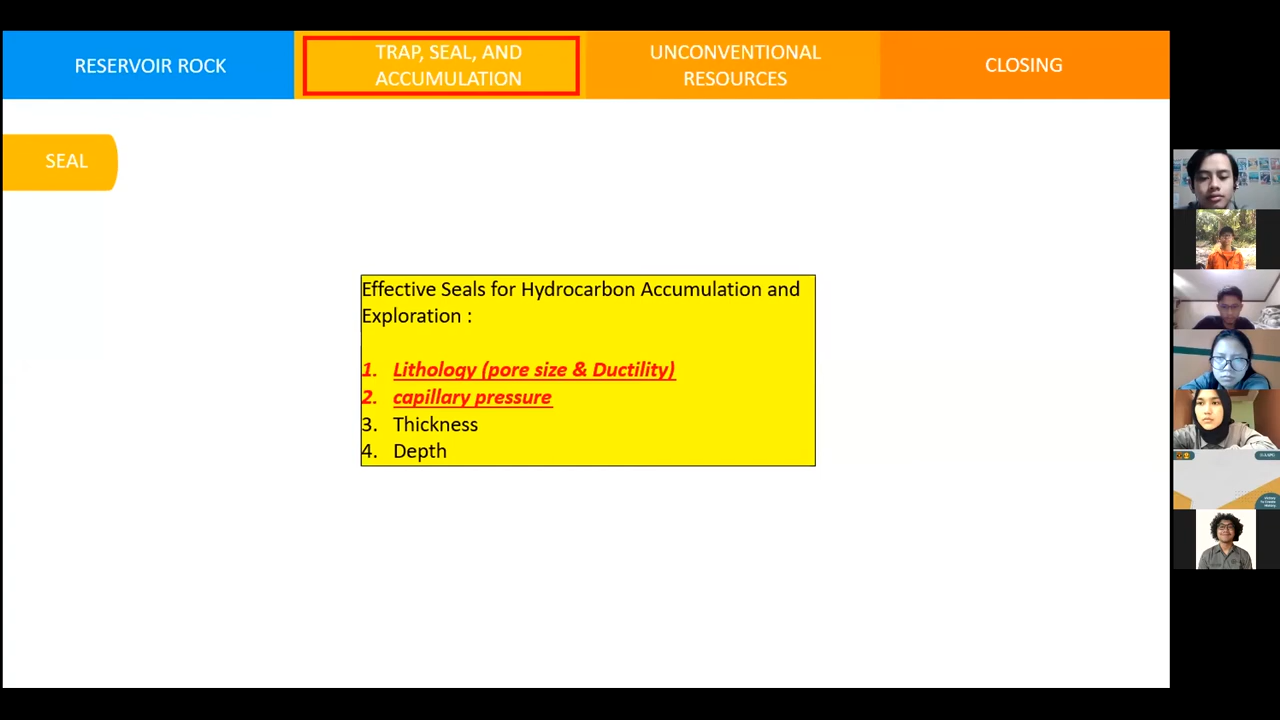 RESERVOIR ROCK
TRAP, SEAL, AND
ACCUMULATION
UNCONVENTIONAL
RESOURCES
CLOSING
SEAL
Effective Seals for Hydrocarbon Accumulation and
Exploration :
1. Lithology (pore size & Ductility)
2. capillary pressure
3. Thickness
4. Depth